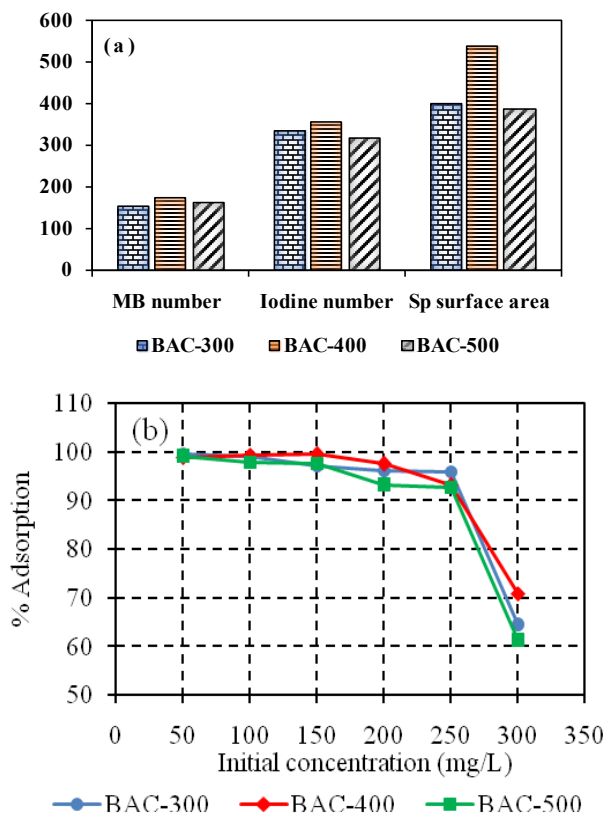 600
(a)
500
400
300
200
100
0
MB number Iodine number Sp surface area
BAC-300 BAC-400 BAC-500
110
(b)
100
90
80
70
60
50
% Adsorption
0 50 100 150 200 250 300 350
Initial concentration (mg/L)
BAC-300 BAC-400 BAC-500